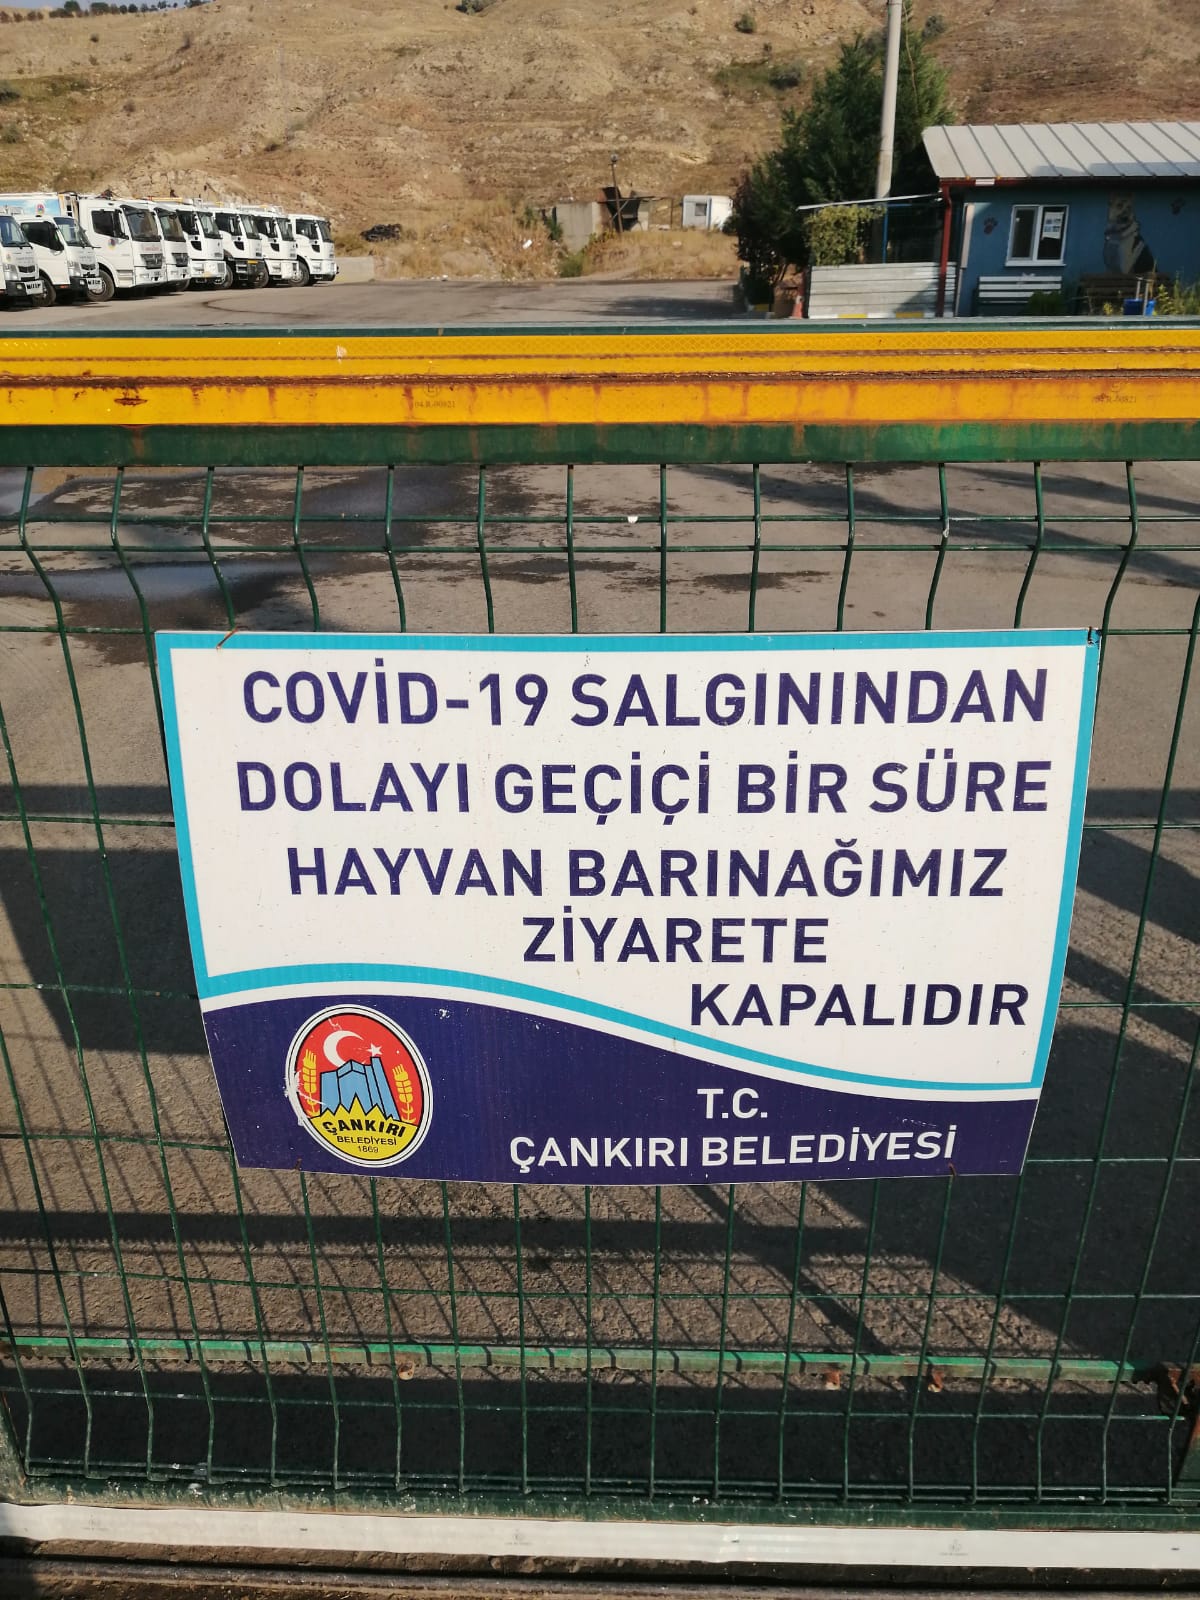 COVİD-19 SALGININDAN
DOLAYI GEÇİÇİ BİR SÜRE
HAYVAN BARINAĞIMIZ
ZİYARETE
KAPALIDIR
T.C.
ÇANKIRI BELEDİYESİ
ÇANKIRI
BELEDİYESİ
1869